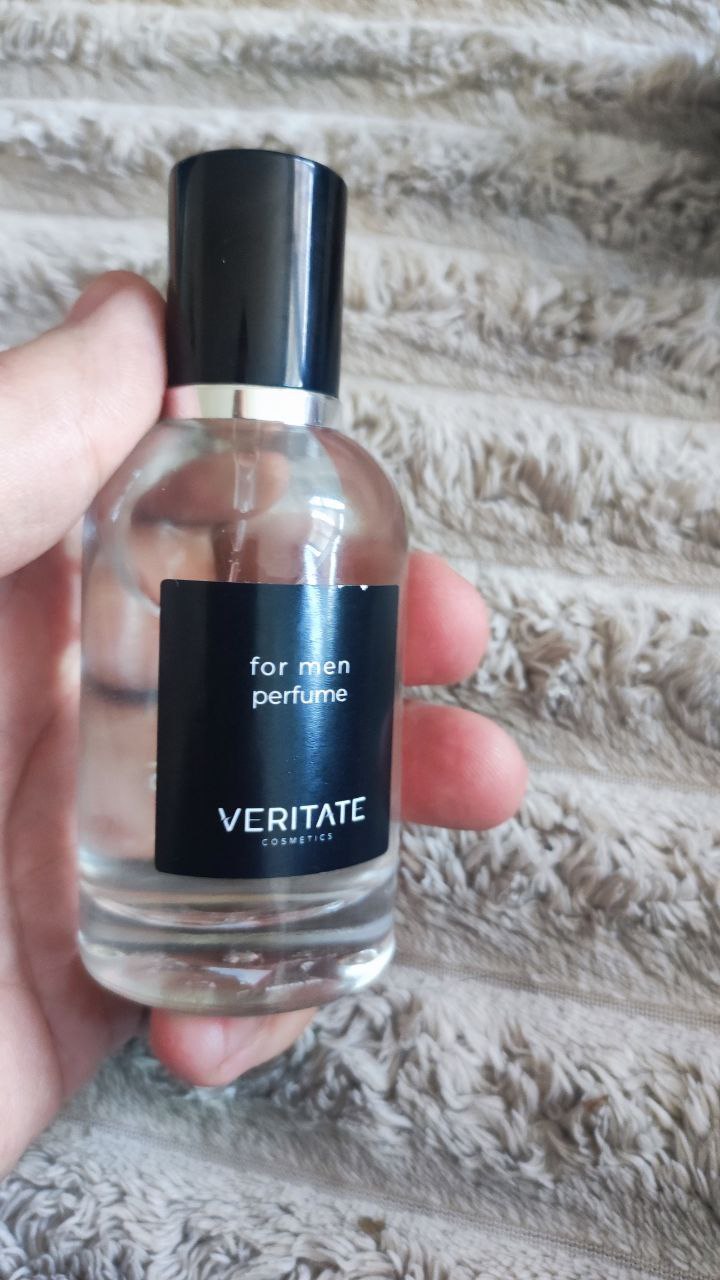 for men
perfume
VERITATE
COSMETICS